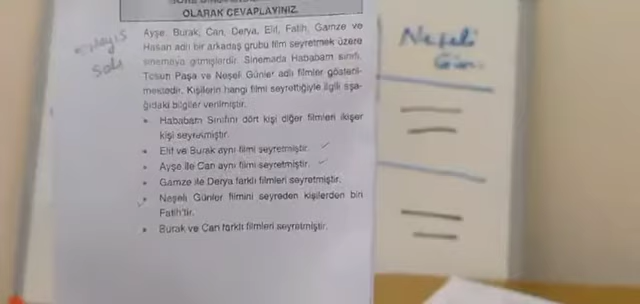 OLARAK CEVAPLAYINIZ.
Ayşe, Burak, Can, Derya, Elif, Fatih, Gamze ve
Hakan adlı bir arkadaş grubu film seyretmek üzere
sinemaya gitmişlerdir. Sinemada Hababam sınıfı,
Tosun Paşa ve Neşeli Günler adlı filmler gösteril-
mektedir. Kişilerin hangi filmi seyrettiğiyle ilgili aşa-
ğıdaki bilgiler verilmiştir.
• Hababam Sınıfını dört kişi diğer filmleri ikişer
kişi seyretmiştir.
• Elif ve Burak aynı filmi seyretmiştir.
• Ayşe ile Can aynı filmi seyretmiştir.
• Gamze ile Derya farklı filmleri seyretmiştir.
• Neşeli Günler filmini seyreden kişilerden biri
Fatih'tir.
• Burak ve Can farklı filmleri seyretmiştir.
Neşeli
Gün.